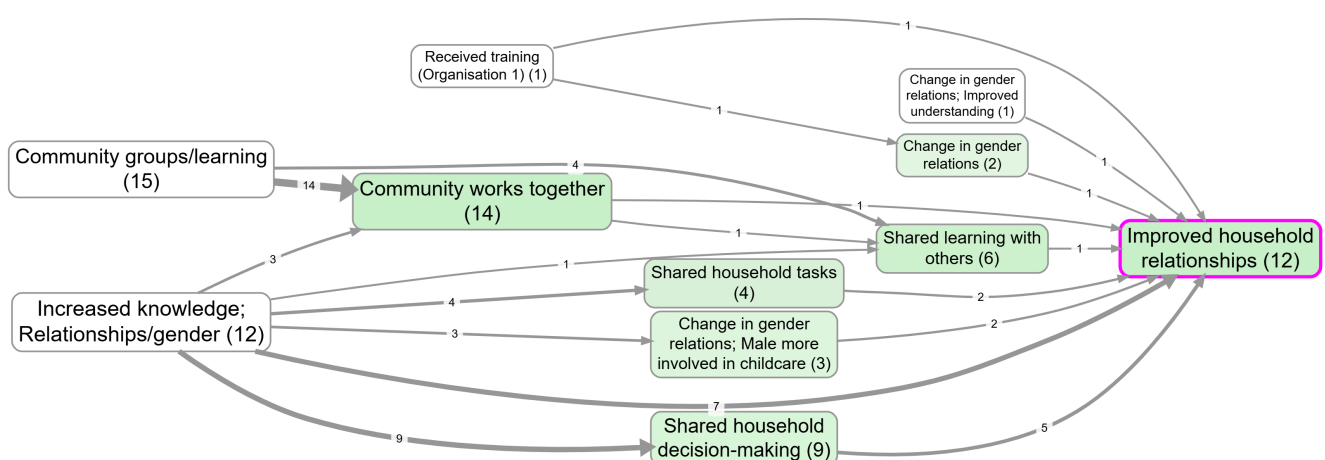 1
Received training
(Organisation 1) (1)
Change in gender
relations; Improved
understanding (1)
1
Change in gender
relations (2)
1
1
Community groups/learning
(15)
4
14
Community works together
(14)
1
1
Shared learning with
others (6)
1
Improved household
relationships (12)
3
1
Shared household tasks
(4)
2
Increased knowledge;
Relationships/gender (12)
4
3
Change in gender
relations; Male more
involved in childcare (3)
2
7
9
Shared household
decision-making (9)
5